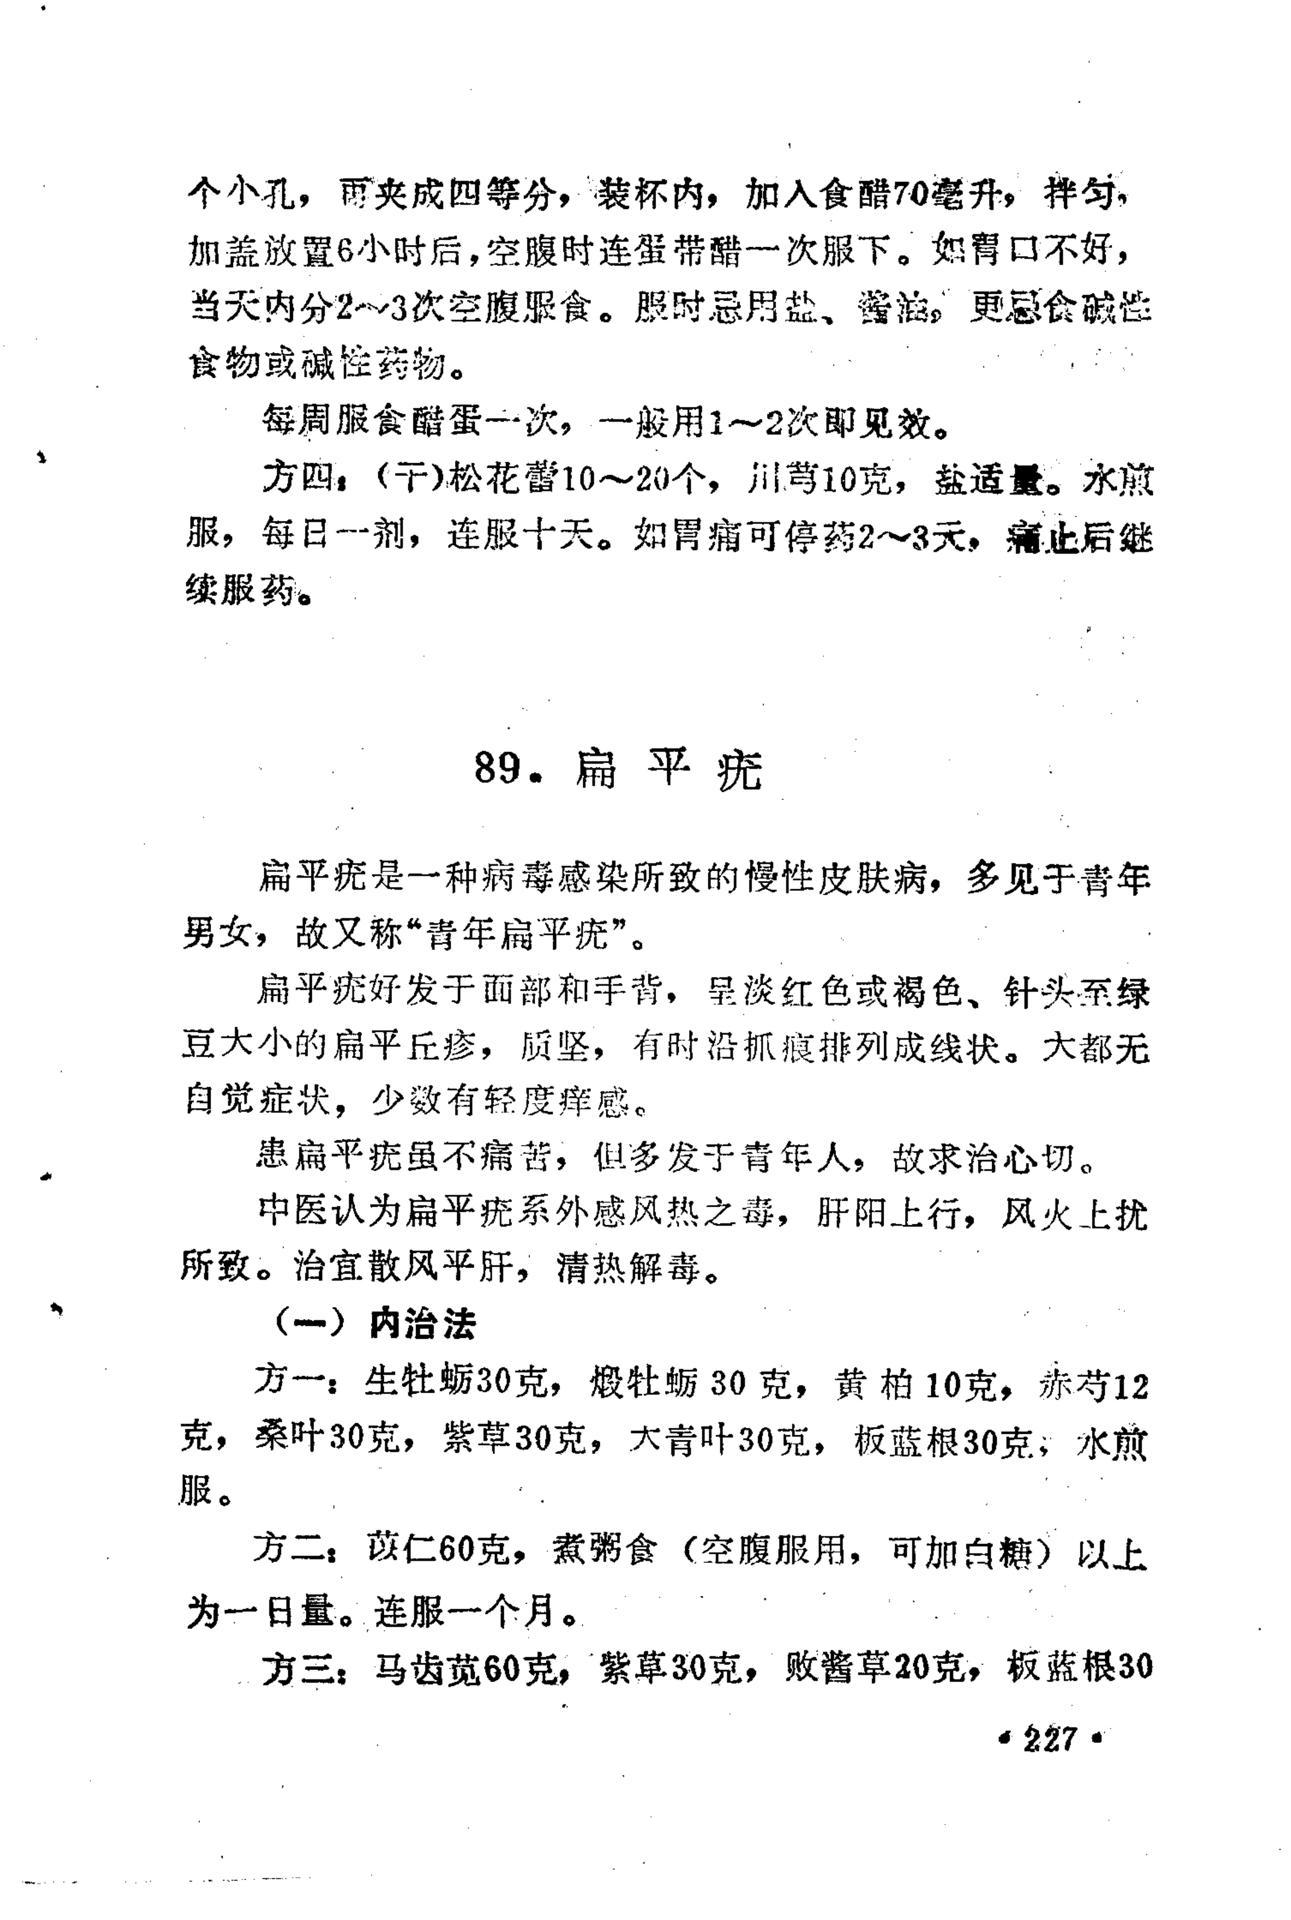 个小孔，再夹成四等分，装杯内，加入食醋70毫升，拌匀，
加盖放置6小时后，空腹时连蛋带醋一次服下。如胃口不好，
当天内分2～3次空腹服食。服时忌用盐、酱油，更忌食碱性
食物或碱性药物。
每周服食醋蛋一次，一般用1～2次即见效。
方四：（干）松花蕾10～20个，川芎10克，盐适量。水煎
服，每日一剂，连服十天。如胃痛可停药2～3天，痛止后继
续服药。
89．扁平疣
扁平疣是一种病毒感染所致的慢性皮肤病，多见于青年
男女，故又称“青年扁平疣”。
扁平疣好发于面部和手背，呈淡红色或褐色、针头至绿
豆大小的扁平丘疹，质坚，有时沿抓痕排列成线状。大都无
自觉症状，少数有轻度痒感。
患扁平疣虽不痛苦，但多发于青年人，故求治心切。
中医认为扁平疣系外感风热之毒，肝阳上行，风火上扰
所致。治宜散风平肝，清热解毒。
（一）内治法
方一：生牡蛎30克，煅牡蛎30克，黄柏10克，赤芍12
克，桑叶30克，紫草30克，大青叶30克，板蓝根30克，水煎
服。
方二：苡仁60克，煮粥食（空腹服用，可加白糖）以上
为一日量。连服一个月。
方三：马齿苋60克，紫草30克，败酱草20克，板蓝根30
·227·